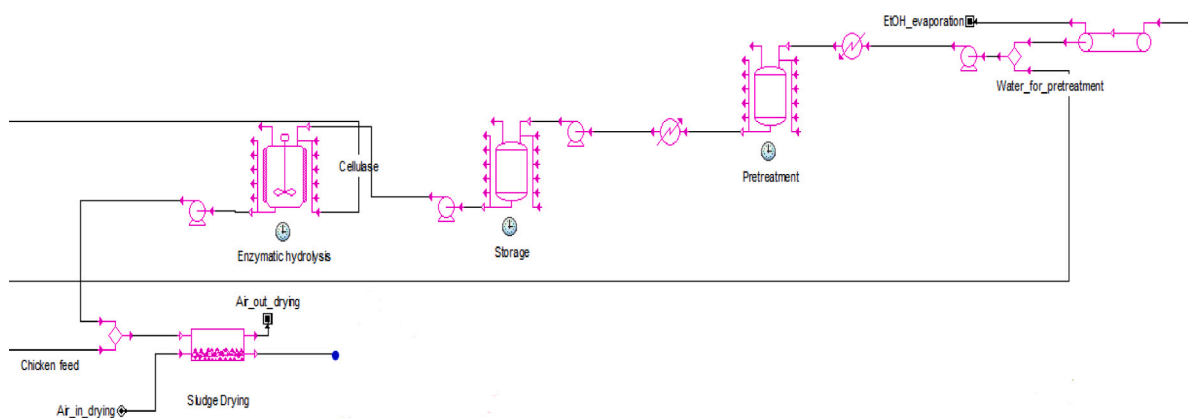 EtOH_evaporation
Water_for_pretreatment
Cellulase
Pretreatment
Enzymatic hydrolysis
Storage
Air_out_drying
Chicken feed
Sludge Drying
Air_in_drying